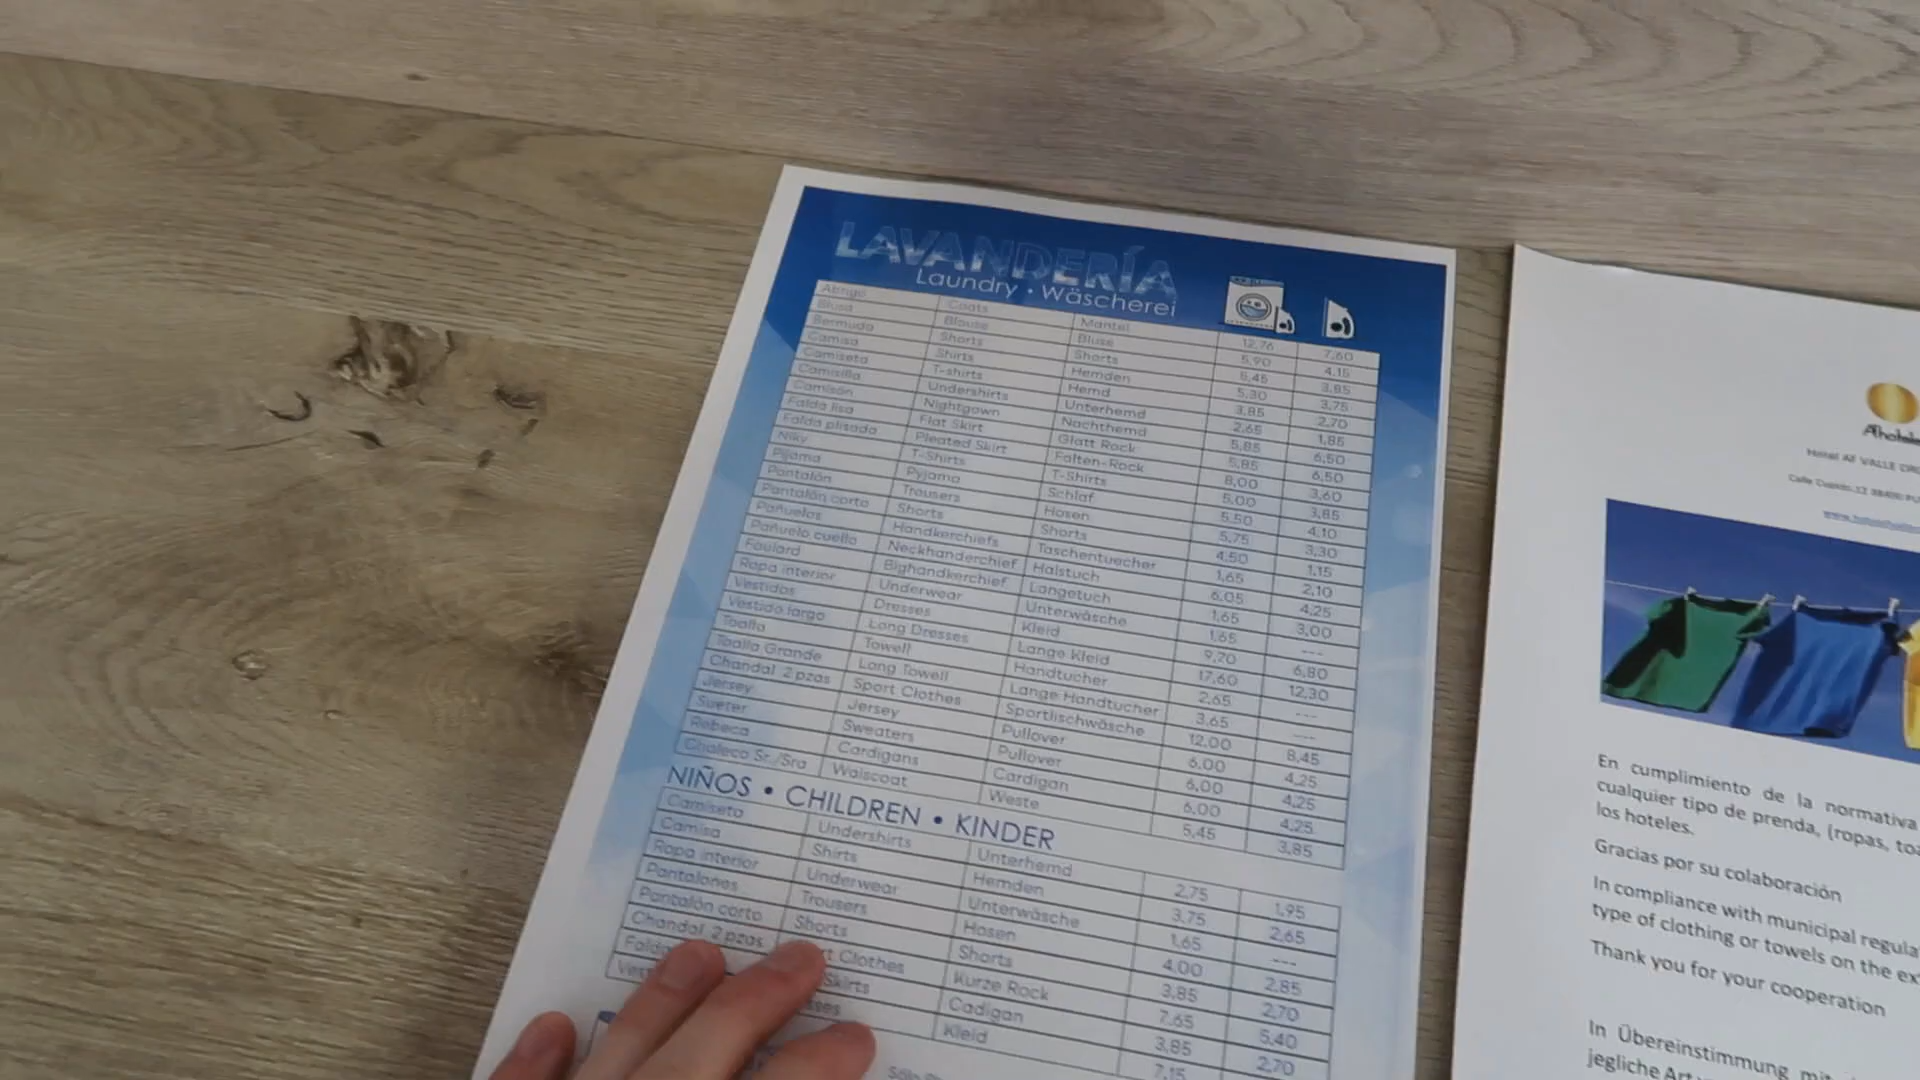 LAVANDERÍA
Laundry • Wäscherei
Abrigo Coats Mantel 12,76 7,60
Blusa Blouse Bluse 5,90 4,15
Bermuda Shorts Shorts 5,45 3,85
Camisa Shirts Hemden 5,30 3,75
Camiseta T-shirts Hemd 3,85 2,70
Camisilla Undershirts Unterhemd 2,65 1,85
Camisón Nightgown Nachthemd 5,85 6,50
Falda lisa Flat Skirt Glatt Rock 5,85 6,50
Falda plisada Pleated Skirt Falten-Rock 8,00 3,60
Niky T-Shirts T-Shirts 5,00 3,85
Pijama Pyjama Schlaf 5,50 4,10
Pantalón Trousers Hosen 5,75 3,30
Pantalón corto Shorts Shorts 4,50 1,15
Pañuelos Handkerchiefs Taschentuecher 1,65 2,10
Pañuelo cuello Neckhanderchief Halstuch 6,05 4,25
Foulard Bighandkerchief Langetuch 1,65 3,00
Ropa interior Underwear Unterwäsche 1,65 ---
Vestidos Dresses Kleid 9,70 6,80
Vestido largo Long Dresses Lange Kleid 17,60 12,30
Toalla Towell Handtucher 2,65 ---
Toalla Grande Long Towell Lange Handtucher 3,65 ---
Chandal 2 pzas Sport Clothes Sportlischwäsche 12,00 8,45
Jersey Jersey Pullover 6,00 4,25
Sueter Sweaters Pullover 6,00 4,25
Rebeca Cardigans Cardigan 6,00 4,25
Chaleco Sr./Sra Waiscoat Weste 5,45 3,85
NIÑOS • CHILDREN • KINDER
Camiseta Undershirts Unterhemd 2,75 1,95
Camisa Shirts Hemden 3,75 2,65
Ropa interior Underwear Unterwäsche 1,65 ---
Pantalones Trousers Hosen 4,00 2,85
Pantalón corto Shorts Shorts 3,85 2,70
Chandal 2 pzas Clothes Kurze Rock 7,65 5,40
Skirts Cadigan 3,85 2,70
Kleid 7,15
En cumplimiento de la normativa
cualquier tipo de prenda, (ropas,
los hoteles.
Gracias por su colaboración
In compliance with municipal
type of clothing or towels on the
Thank you for your cooperation
In Übereinstimmung
jegliche Art